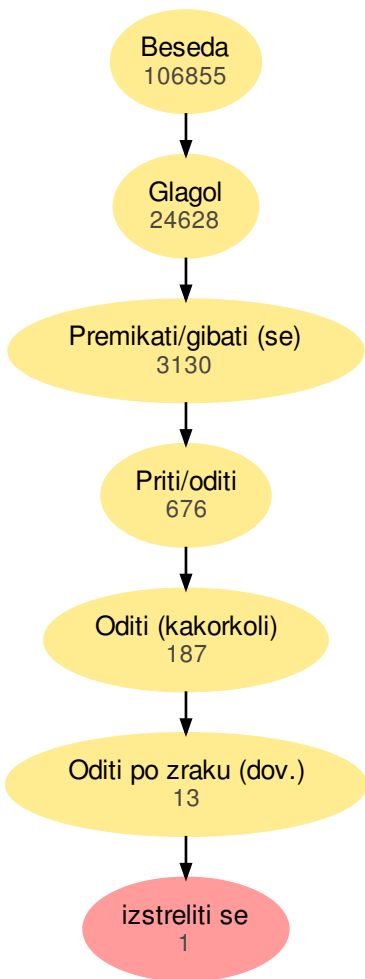 Beseda
106855
Glagol
24628
Premikati/gibati (se)
3130
Priti/oditi
676
Oditi (kakorkoli)
187
Oditi po zraku (dov.)
13
izstreliti se
1